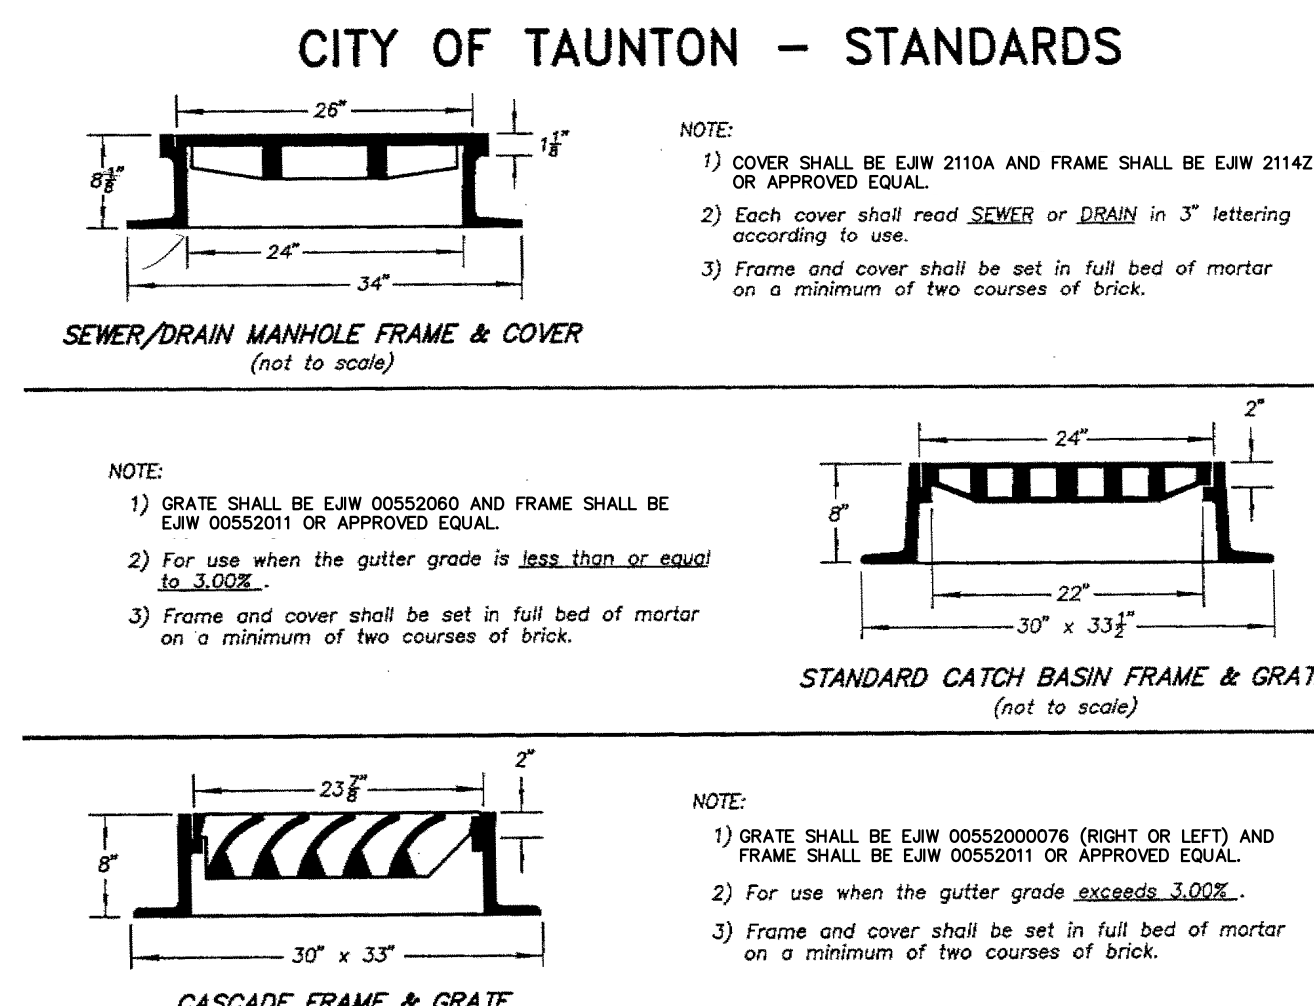 CITY OF TAUNTON - STANDARDS
26"
1 1/8"
8 1/8"
24"
34"
SEWER/DRAIN MANHOLE FRAME & COVER
(not to scale)
NOTE:
1) COVER SHALL BE EJIW 2110A AND FRAME SHALL BE EJIW 2114Z
OR APPROVED EQUAL.
2) Each cover shall read SEWER or DRAIN in 3" lettering
according to use.
3) Frame and cover shall be set in full bed of mortar
on a minimum of two courses of brick.
NOTE:
1) GRATE SHALL BE EJIW 00552060 AND FRAME SHALL BE
EJIW 00552011 OR APPROVED EQUAL.
2) For use when the gutter grade is less than or equal
to 3.00% .
3) Frame and cover shall be set in full bed of mortar
on a minimum of two courses of brick.
2"
24"
8"
22"
30" x 33 1/2"
STANDARD CATCH BASIN FRAME & GRAT
(not to scale)
2"
23 7/8"
8"
30" x 33"
CASCADE FRAME & GRATE
NOTE:
1) GRATE SHALL BE EJIW 00552000076 (RIGHT OR LEFT) AND
FRAME SHALL BE EJIW 00552011 OR APPROVED EQUAL.
2) For use when the gutter grade exceeds 3.00% .
3) Frame and cover shall be set in full bed of mortar
on a minimum of two courses of brick.